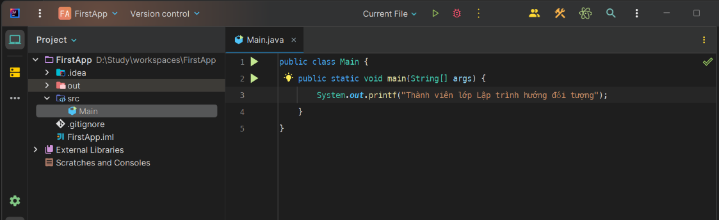 FA FirstApp Version control Current File
Project
Main.java
FirstApp D:\Study\workspaces\FirstApp
.idea
out
src
Main
.gitignore
FirstApp.iml
External Libraries
Scratches and Consoles
1 public class Main {
2 public static void main(String[] args) {
3 System.out.printf("Thành viên lớp Lập trình hướng đối tượng");
4 }
5 }